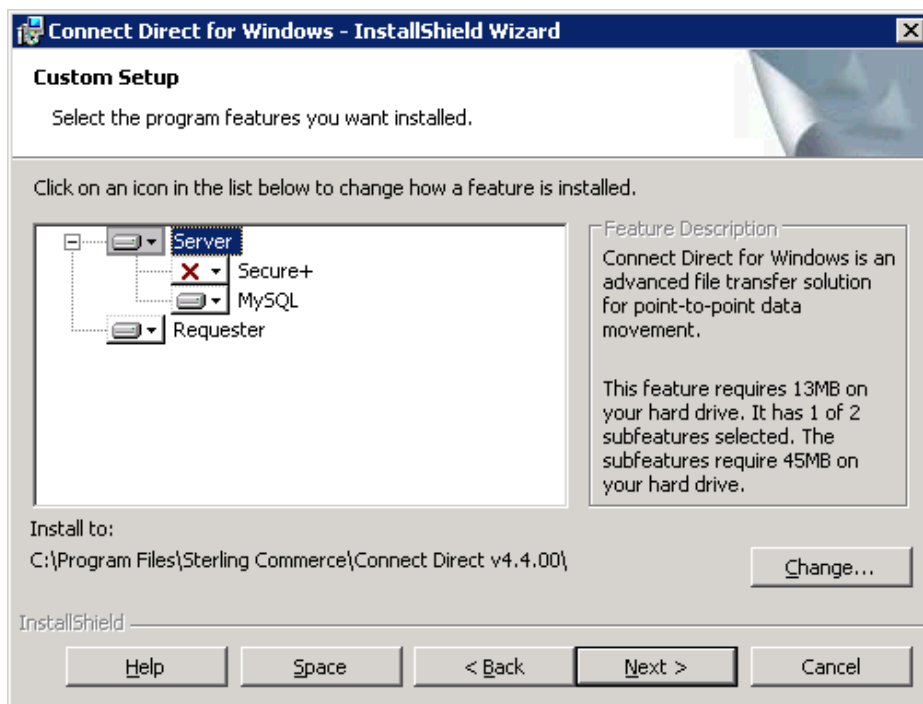 Connect Direct for Windows - InstallShield Wizard
Custom Setup
Select the program features you want installed.
Click on an icon in the list below to change how a feature is installed.
Server
Secure+
MySQL
Requester
Feature Description
Connect Direct for Windows is an
advanced file transfer solution
for point-to-point data
movement.
This feature requires 13MB on
your hard drive. It has 1 of 2
subfeatures selected. The
subfeatures require 45MB on
your hard drive.
Install to:
C:\Program Files\Sterling Commerce\Connect Direct v4.4.00\
Change...
InstallShield
Help
Space
< Back
Next >
Cancel